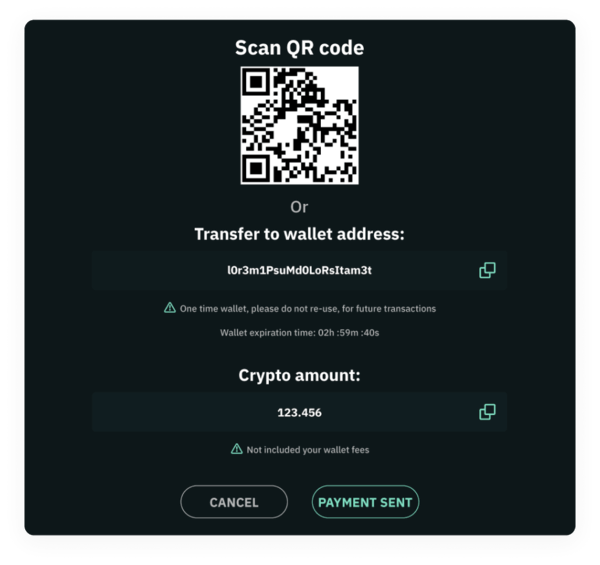 Scan QR code
Or
Transfer to wallet address:
l0r3m1PsuMd0LoRsItam3t
One time wallet, please do not re-use, for future transactions
Wallet expiration time: 02h :59m :40s
Crypto amount:
123.456
Not included your wallet fees
CANCEL PAYMENT SENT